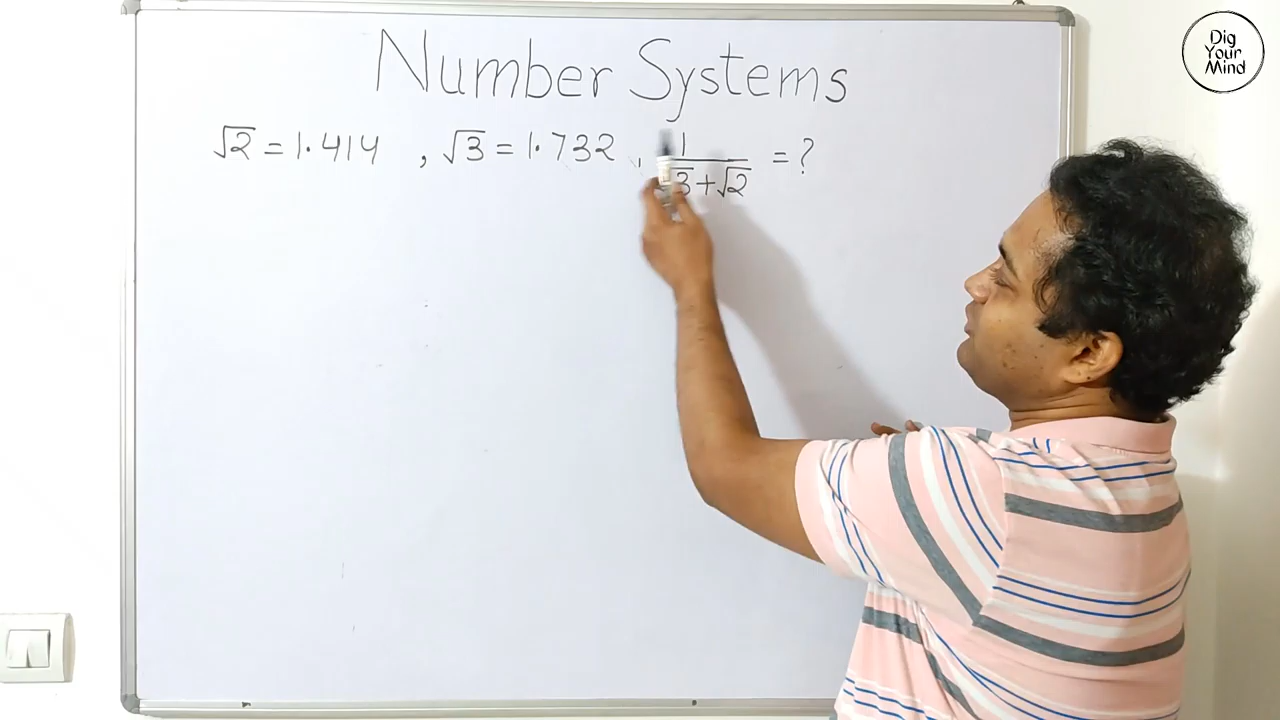 Number Systems
√2 = 1.414 , √3 = 1.732 , 1/(√3+√2) = ?
Dig
Your
Mind